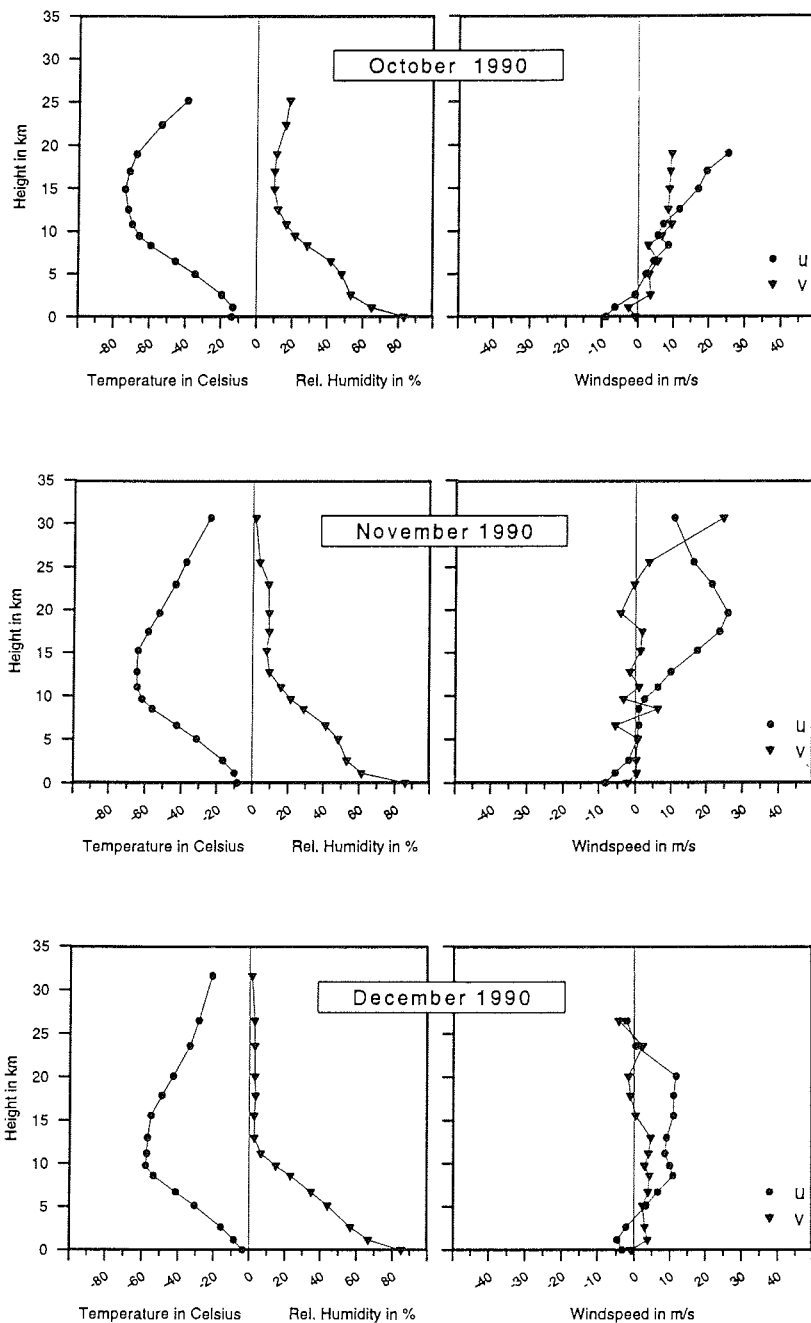 October 1990
Height in km
35
30
25
20
15
10
5
0
-80 -60 -40 -20 0 20 40 60 80
Temperature in Celsius Rel. Humidity in %
u
v
-40 -30 -20 -10 0 10 20 30 40
Windspeed in m/s
November 1990
Height in km
35
30
25
20
15
10
5
0
-80 -60 -40 -20 0 20 40 60 80
Temperature in Celsius Rel. Humidity in %
u
v
-40 -30 -20 -10 0 10 20 30 40
Windspeed in m/s
December 1990
Height in km
35
30
25
20
15
10
5
0
-80 -60 -40 -20 0 20 40 60 80
Temperature in Celsius Rel. Humidity in %
u
v
-40 -30 -20 -10 0 10 20 30 40
Windspeed in m/s